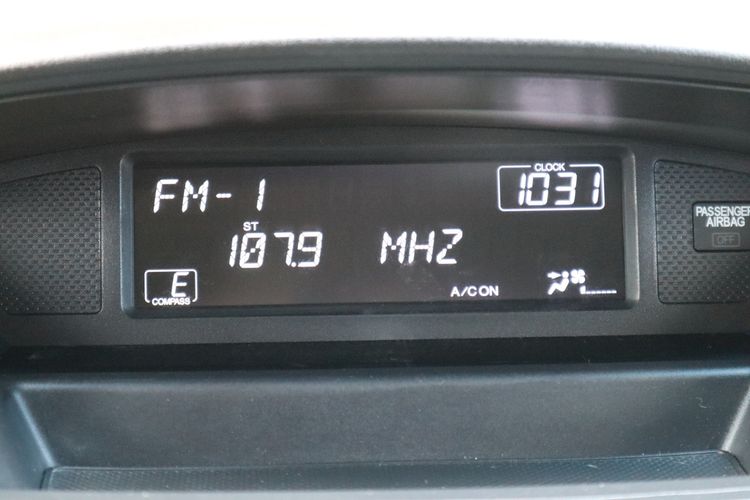 CLOCK
FM-1 1031
ST
107.9 MHZ
E
COMPASS
A/C ON
PASSENGER
AIRBAG
OFF